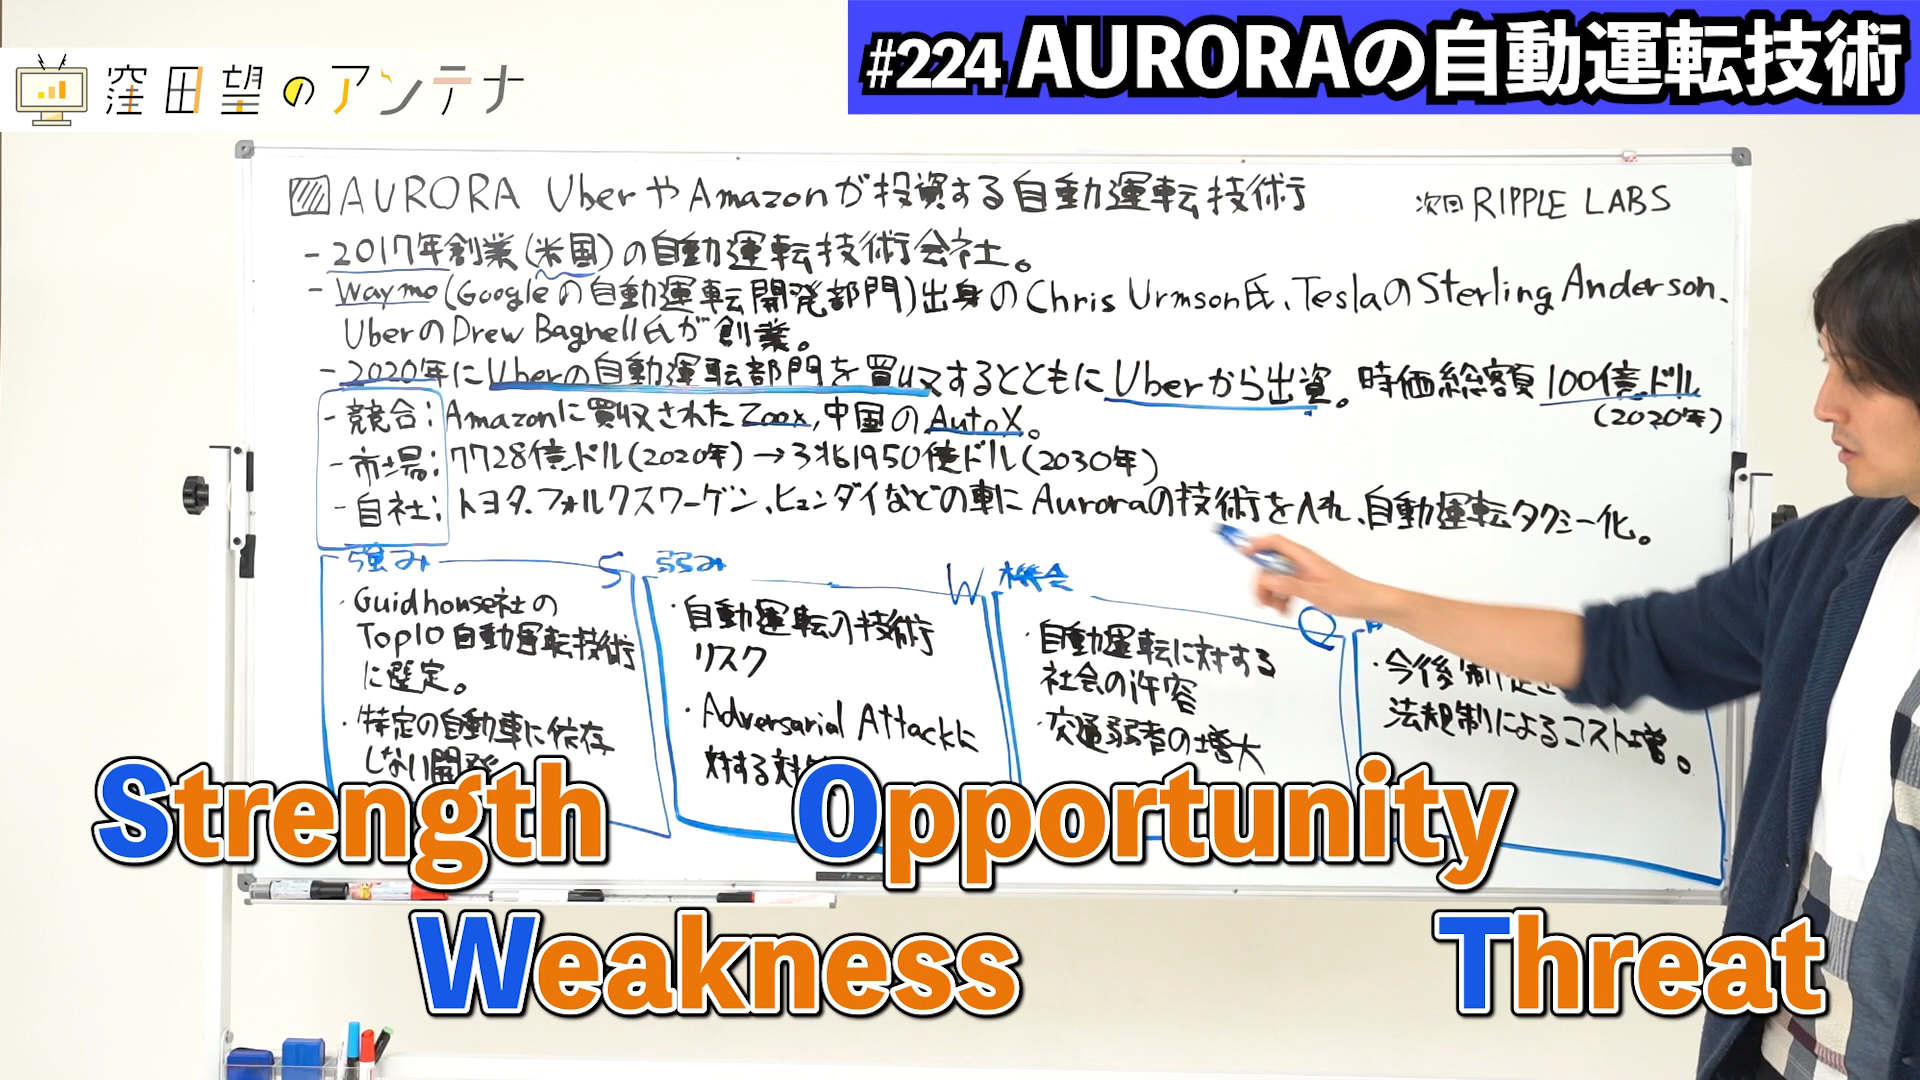 窪田望のアンテナ
#224 AURORAの自動運転技術
AURORA UberやAmazonが投資する自動運転技術
次回 RIPPLE LABS
- 2017年創業(米国)の自動運転技術会社。
- Waymo(Googleの自動運転開発部門)出身のChris Urmson氏、TeslaのSterling Anderson、
UberのDrew Bagnell氏が創業。
- 2020年にUberの自動運転部門を買収するとともにUberから出資。時価総額100億ドル
(2020年)
- 競合: Amazonに買収されたZoox,中国のAutoX。
- 市場: 7728億ドル(2020年)→3兆1950億ドル(2030年)
- 自社: トヨタ、フォルクスワーゲン、ヒュンダイなどの車にAuroraの技術を入れ、自動運転タクシー化。
強み S
・Guidhouse社の
Top10自動運転技術
に選定。
・特定の自動車に依存
しない開発
弱み W
・自動運転の技術
リスク
・Adversarial Attackに
対する対
機会 O
・自動運転に対する
社会の許容
・交通弱者の増大
・今後制定
法規制によるコスト増。
Strength
Opportunity
Weakness
Threat